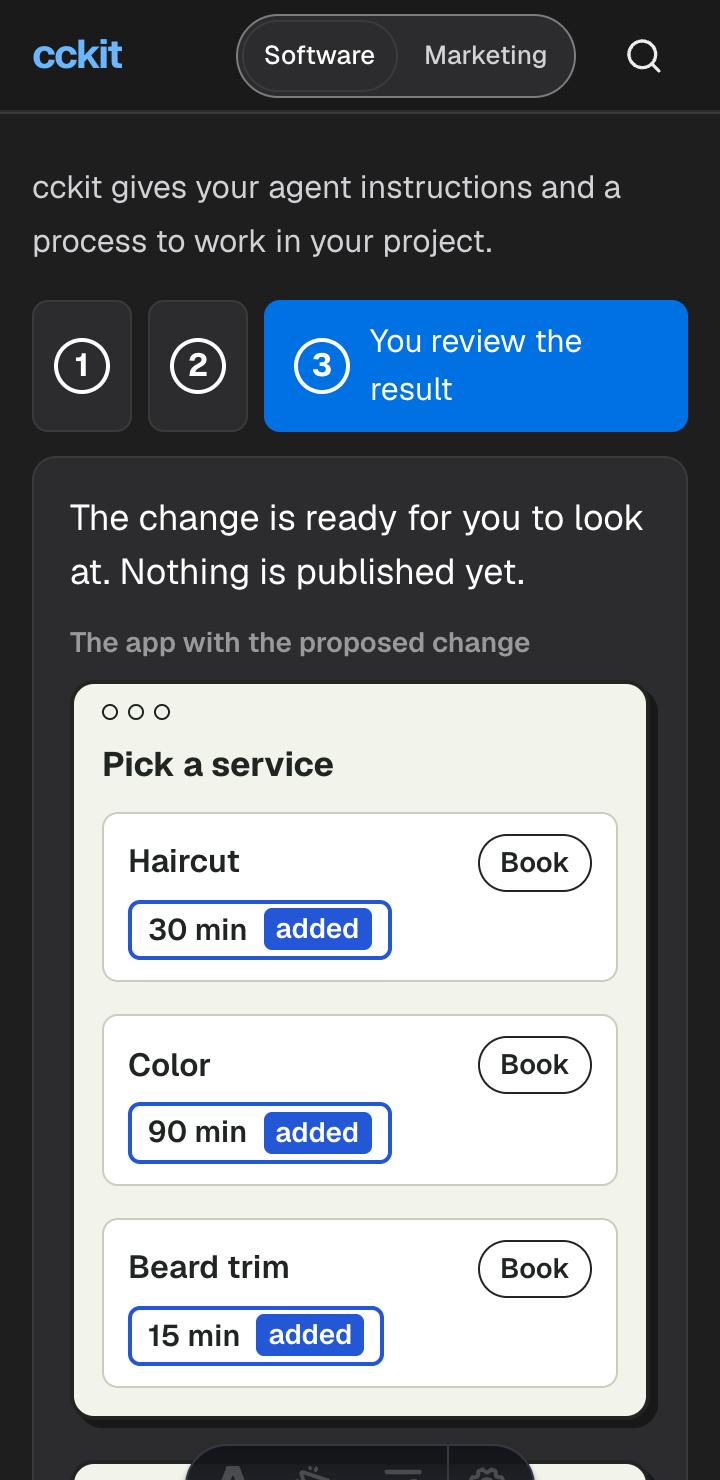 cckit
Software
Marketing
cckit gives your agent instructions and a
process to work in your project.
1
2
3
You review the
result
The change is ready for you to look
at. Nothing is published yet.
The app with the proposed change
Pick a service
Haircut
Book
30 min added
Color
Book
90 min added
Beard trim
Book
15 min added